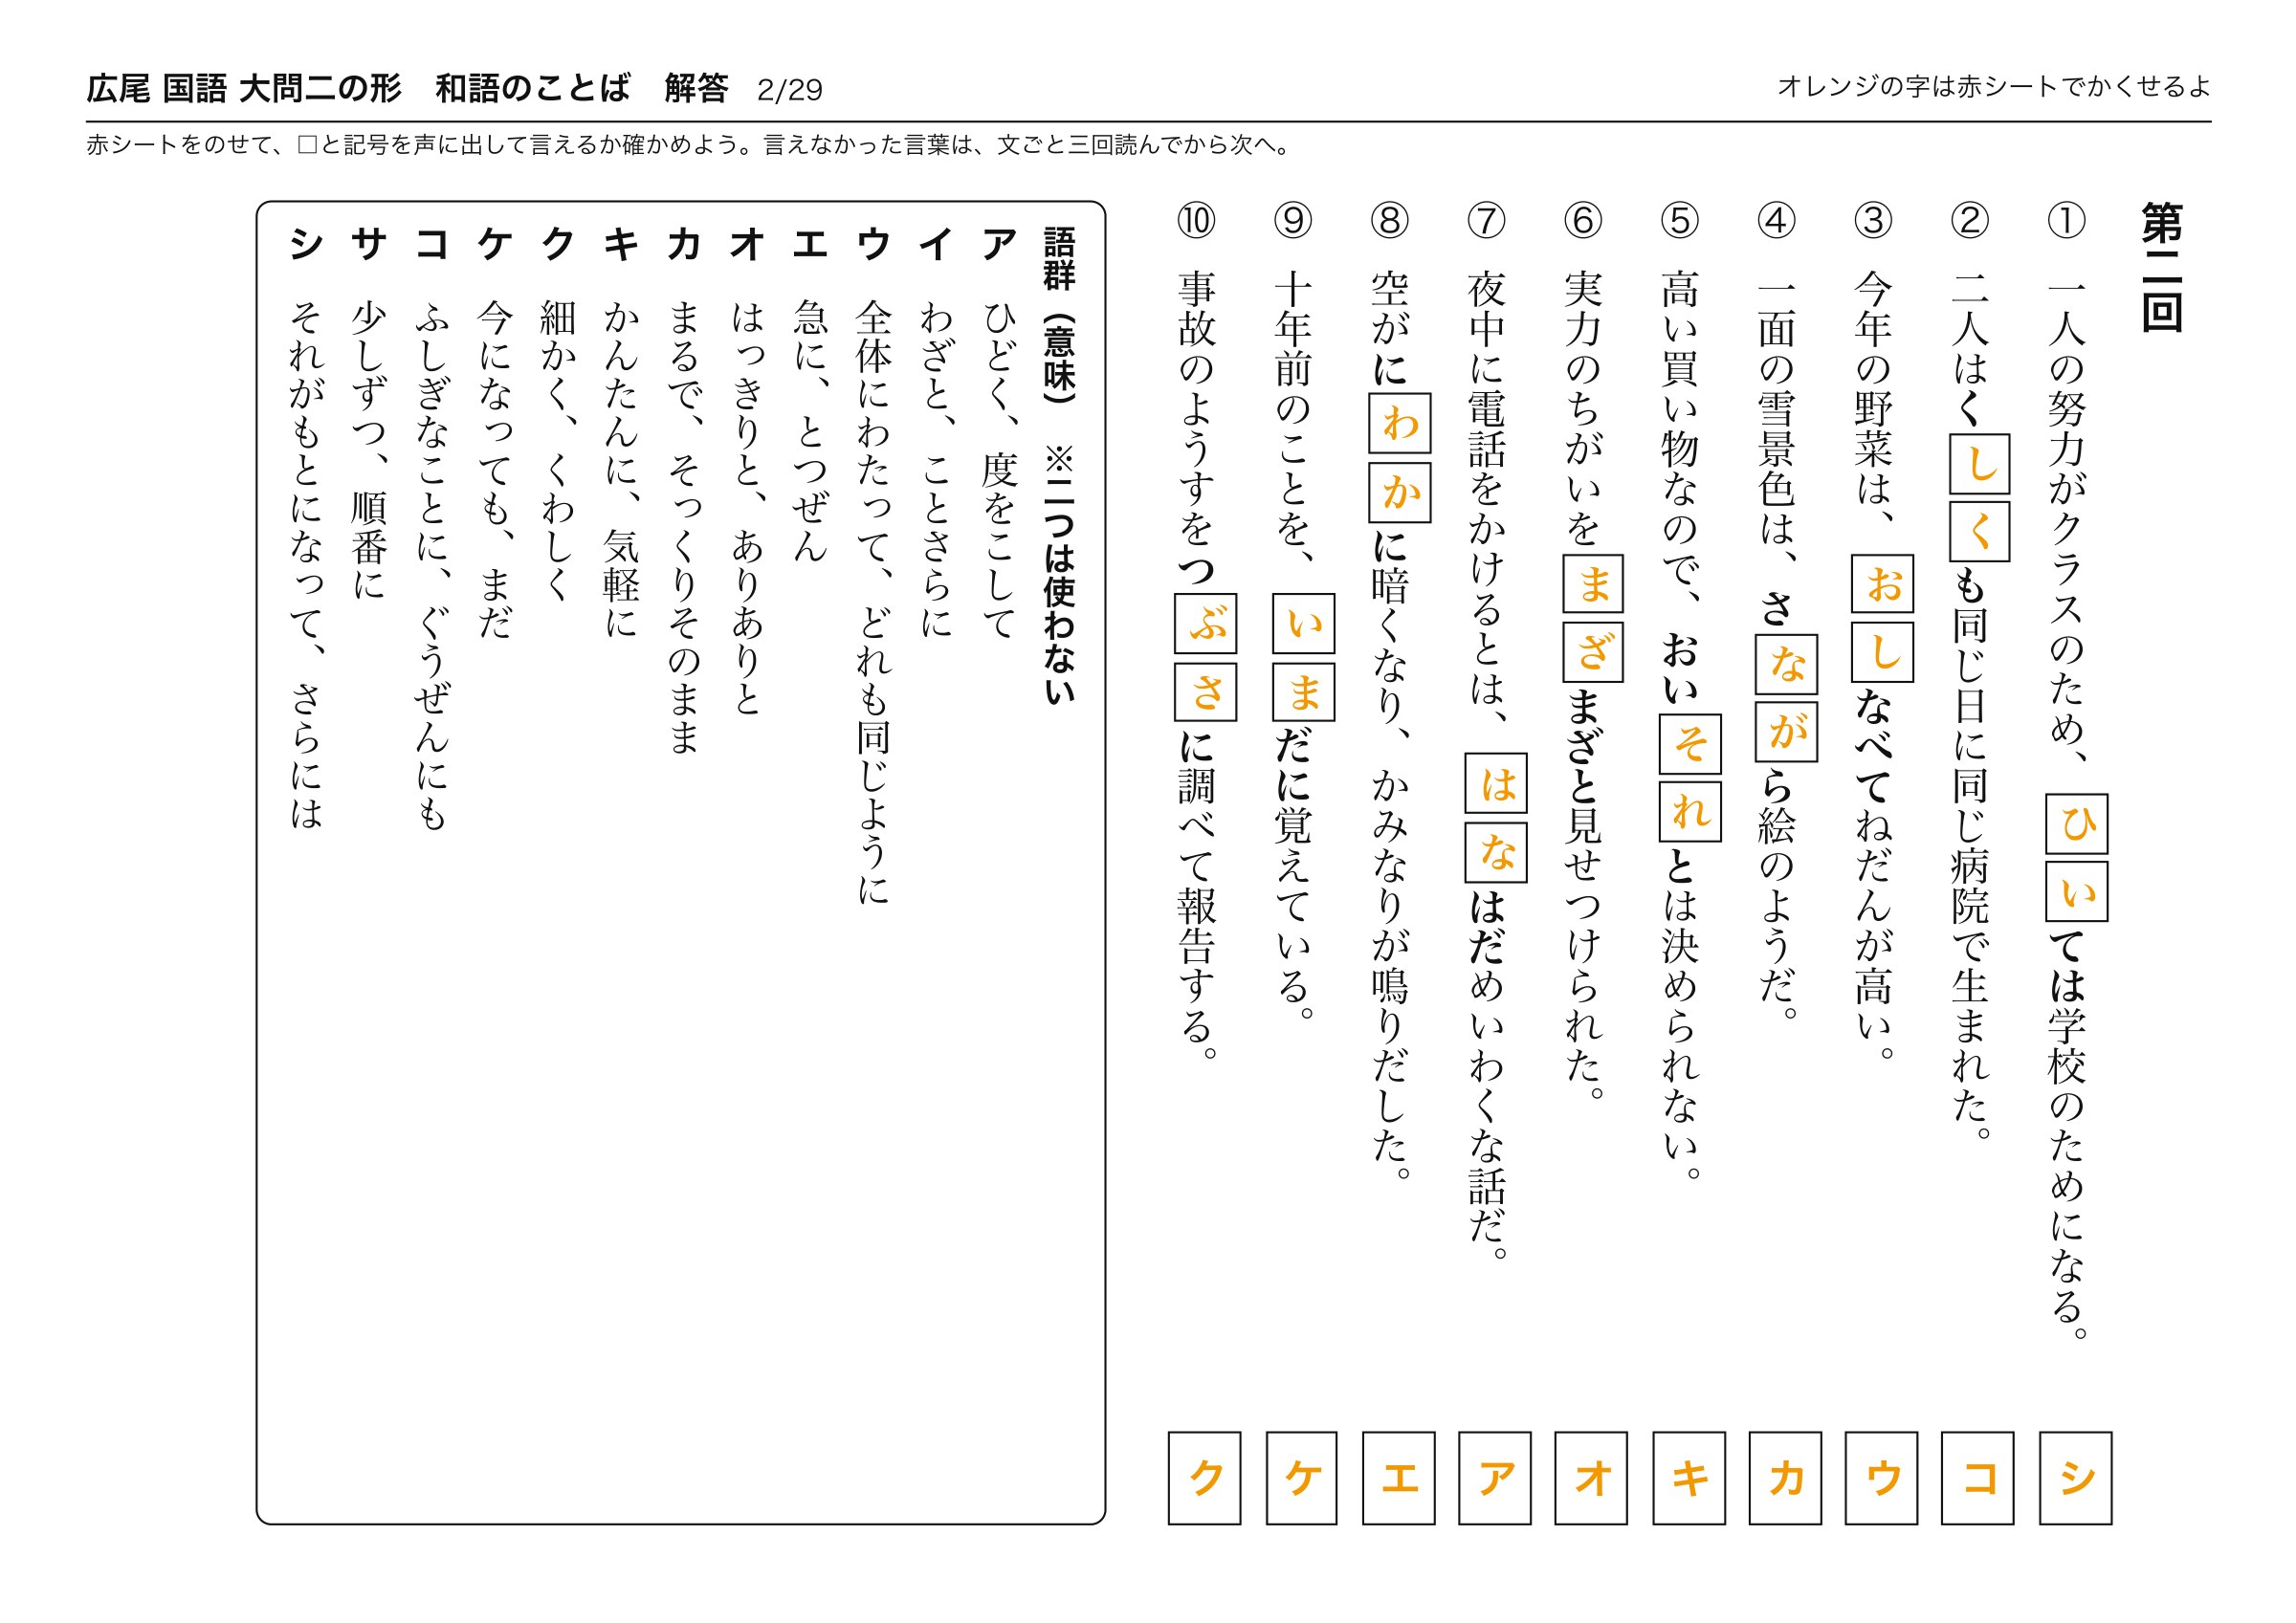 広尾 国語 大問二の形　和語のことば　解答　2/29
オレンジの字は赤シートでかくせるよ
赤シートをのせて、□と記号を声に出して言えるか確かめよう。言えなかった言葉は、文ごと三回読んでから次へ。
第二回
① 一人の努力がクラスのため、ひいては学校のためになる。 シ
② 二人はくしくも同じ日に同じ病院で生まれた。 コ
③ 今年の野菜は、おしなべてねだんが高い。 ウ
④ 一面の雪景色は、さながら絵のようだ。 カ
⑤ 高い買い物なので、おいそれとは決められない。 キ
⑥ 実力のちがいをまざまざと見せつけられた。 オ
⑦ 夜中に電話をかけるとは、はなはだめいわくな話だ。 ア
⑧ 空がにわかに暗くなり、かみなりが鳴りだした。 エ
⑨ 十年前のことを、いまだに覚えている。 ケ
⑩ 事故のようすをつぶさに調べて報告する。 ク
語群（意味）　※二つは使わない
ア　ひどく、度をこして
イ　わざと、ことさらに
ウ　全体にわたって、どれも同じように
エ　急に、とつぜん
オ　はっきりと、ありありと
カ　まるで、そっくりそのまま
キ　かんたんに、気軽に
ク　細かく、くわしく
ケ　今になっても、まだ
コ　ふしぎなことに、ぐうぜんにも
サ　少しずつ、順番に
シ　それがもとになって、さらには